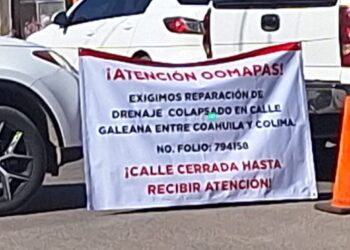 ¡ATENCIÓN OOMAPAS!
EXIGIMOS REPARACIÓN DE
DRENAJE COLAPSADO EN CALLE
GALEANA ENTRE COAHUILA Y COLIMA.
NO. FOLIO: 794158
¡CALLE CERRADA HASTA
RECIBIR ATENCIÓN!